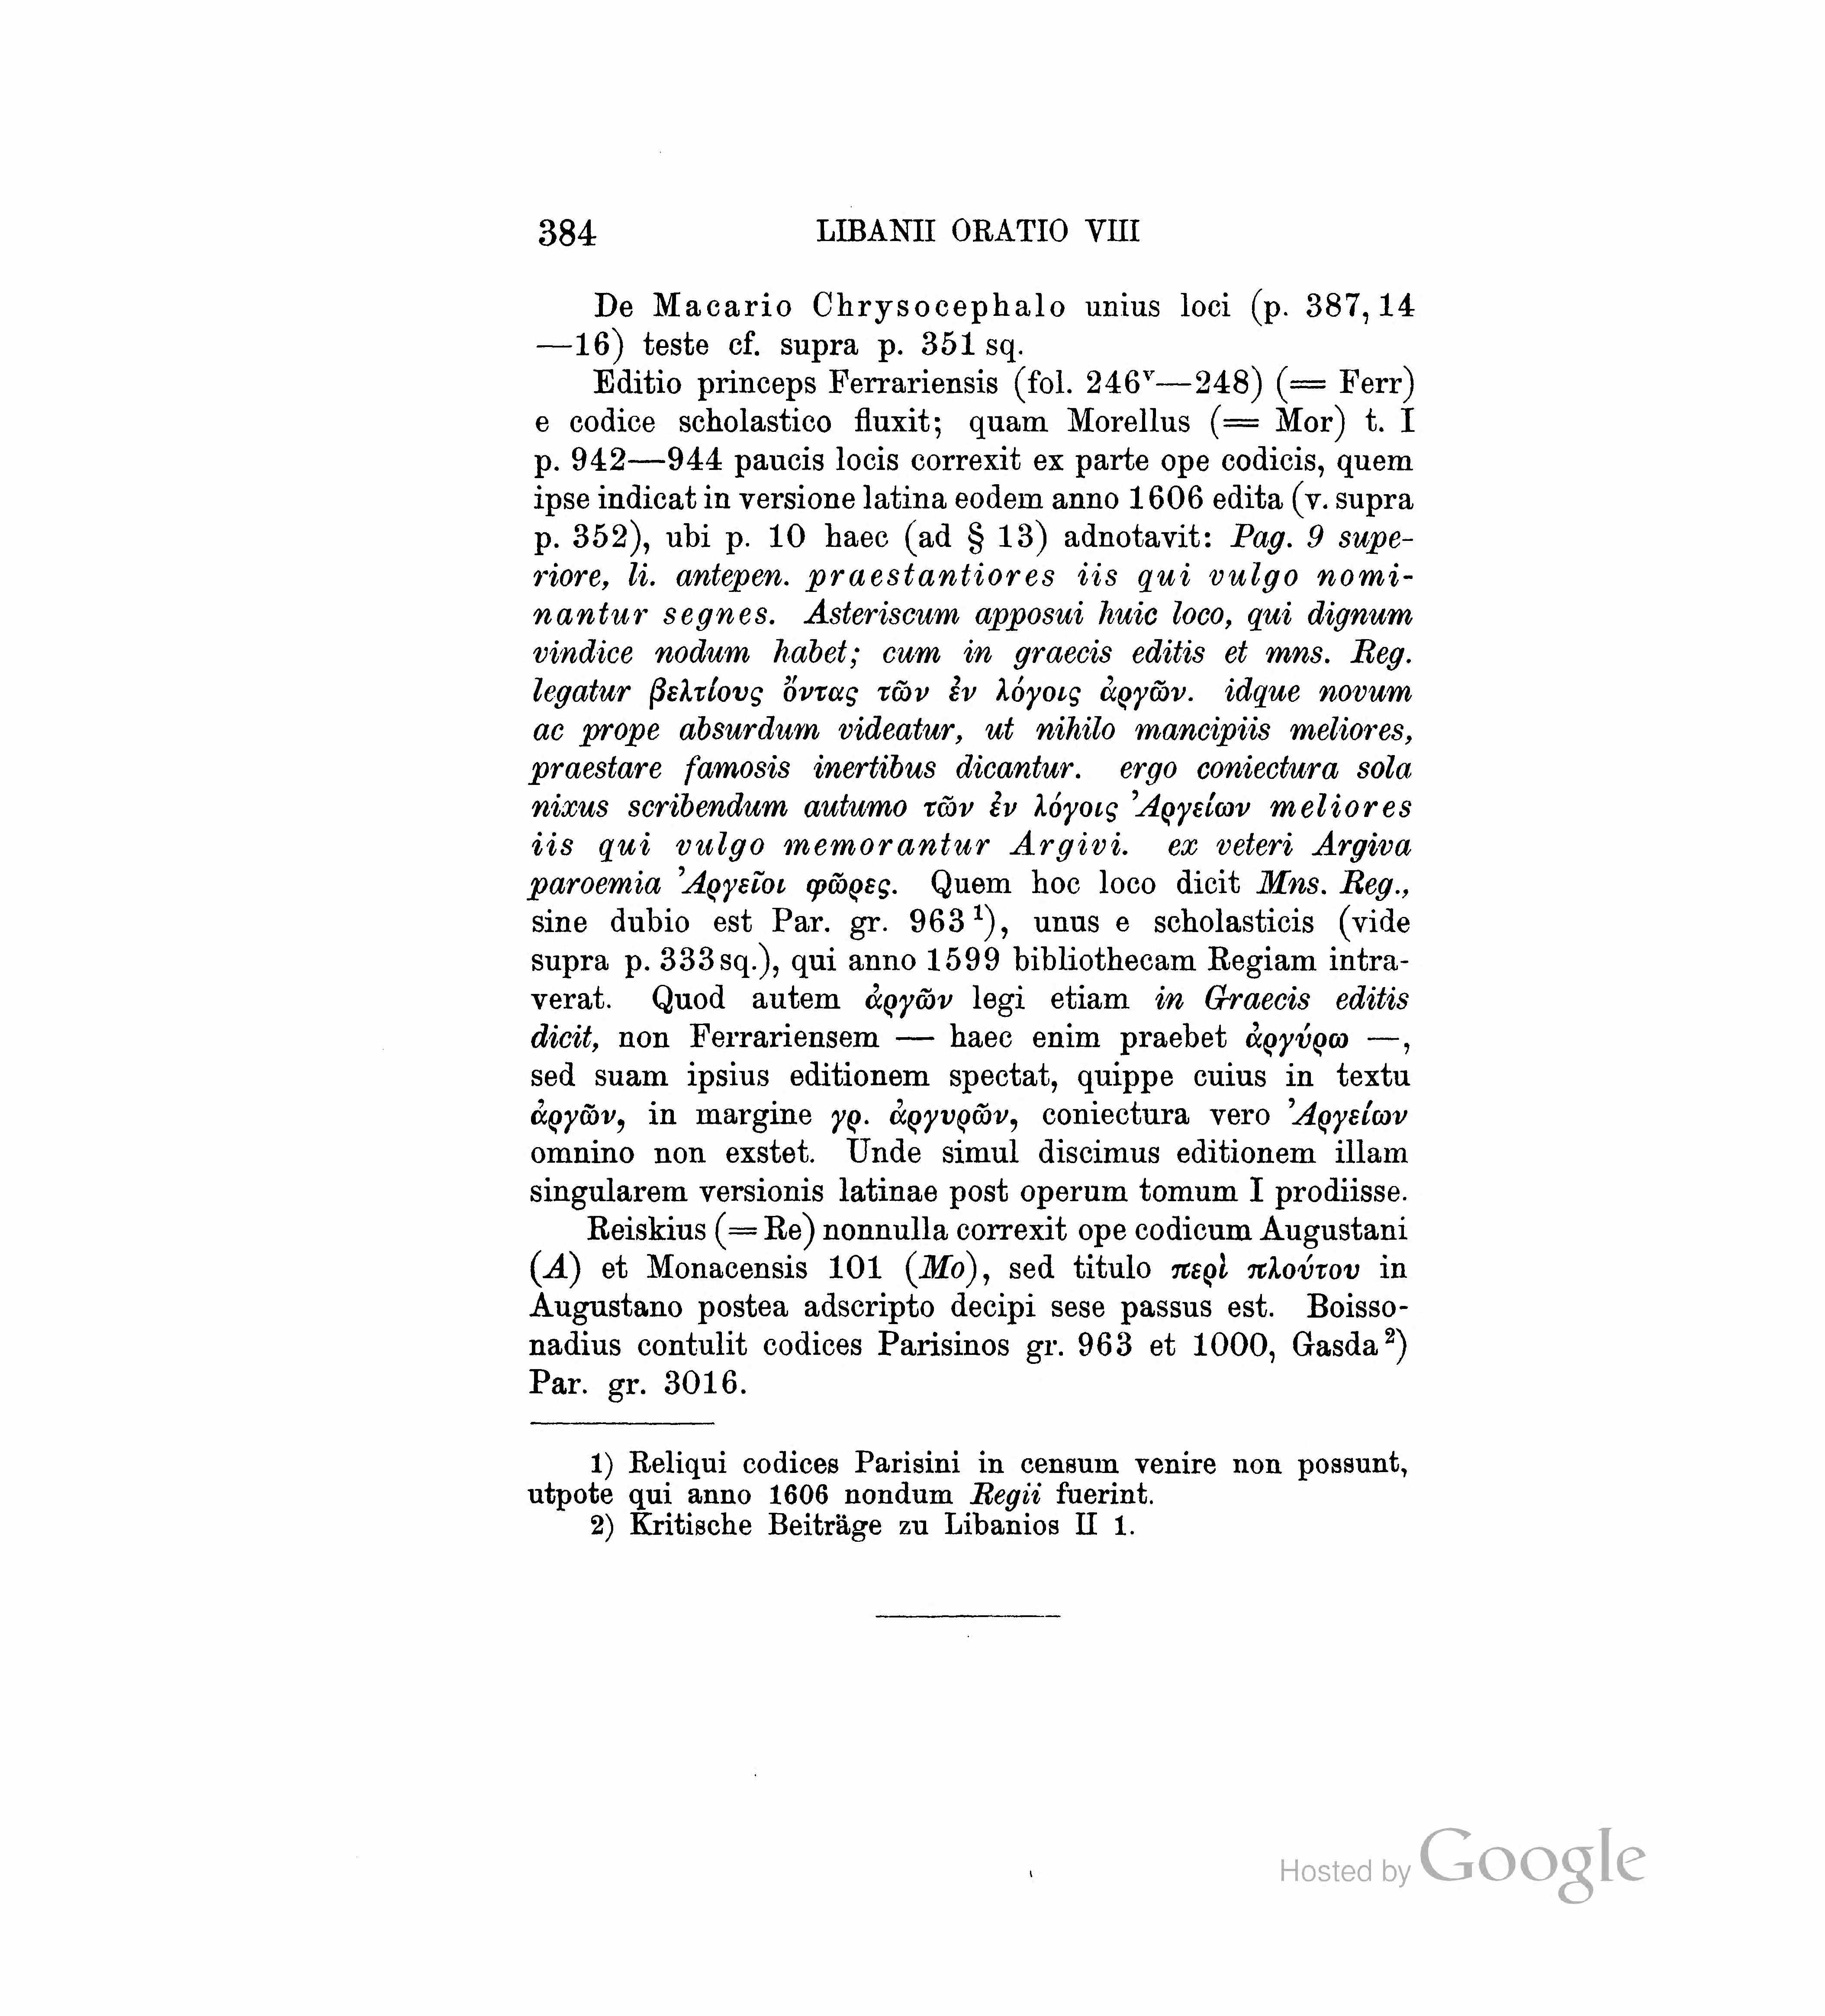 384 LIBANII ORATIO VIII
De Macario Chrysocephalo unius loci (p. 387, 14
—16) teste cf. supra p. 351 sq.
Editio princeps Ferrariensis (fol. 246ᵛ—248) (= Ferr)
e codice scholastico fluxit; quam Morellus (= Mor) t. I
p. 942—944 paucis locis correxit ex parte ope codicis, quem
ipse indicat in versione latina eodem anno 1606 edita (v. supra
p. 352), ubi p. 10 haec (ad § 13) adnotavit: Pag. 9 supe-
riore, li. antepen. praestantiores iis qui vulgo nomi-
nantur segnes. Asteriscum apposui huic loco, qui dignum
vindice nodum habet; cum in graecis editis et mns. Reg.
legatur βελτίους ὄντας τῶν ἐν λόγοις ἀργῶν. idque novum
ac prope absurdum videatur, ut nihilo mancipiis meliores,
praestare famosis inertibus dicantur. ergo coniectura sola
nixus scribendum autumo τῶν ἐν λόγοις Ἀργείων meliores
iis qui vulgo memorantur Argivi. ex veteri Argiva
paroemia Ἀργεῖοι φῶρες. Quem hoc loco dicit Mns. Reg.,
sine dubio est Par. gr. 963 ¹), unus e scholasticis (vide
supra p. 333 sq.), qui anno 1599 bibliothecam Regiam intra-
verat. Quod autem ἀργῶν legi etiam in Graecis editis
dicit, non Ferrariensem — haec enim praebet ἀργύρω —,
sed suam ipsius editionem spectat, quippe cuius in textu
ἀργῶν, in margine γρ. ἀργυρῶν, coniectura vero Ἀργείων
omnino non exstet. Unde simul discimus editionem illam
singularem versionis latinae post operum tomum I prodiisse.
Reiskius (= Re) nonnulla correxit ope codicum Augustani
(A) et Monacensis 101 (Mo), sed titulo περὶ πλούτου in
Augustano postea adscripto decipi sese passus est. Boisso-
nadius contulit codices Parisinos gr. 963 et 1000, Gasda ²)
Par. gr. 3016.
1) Reliqui codices Parisini in censum venire non possunt,
utpote qui anno 1606 nondum Regii fuerint.
2) Kritische Beiträge zu Libanios II 1.
Hosted by Google